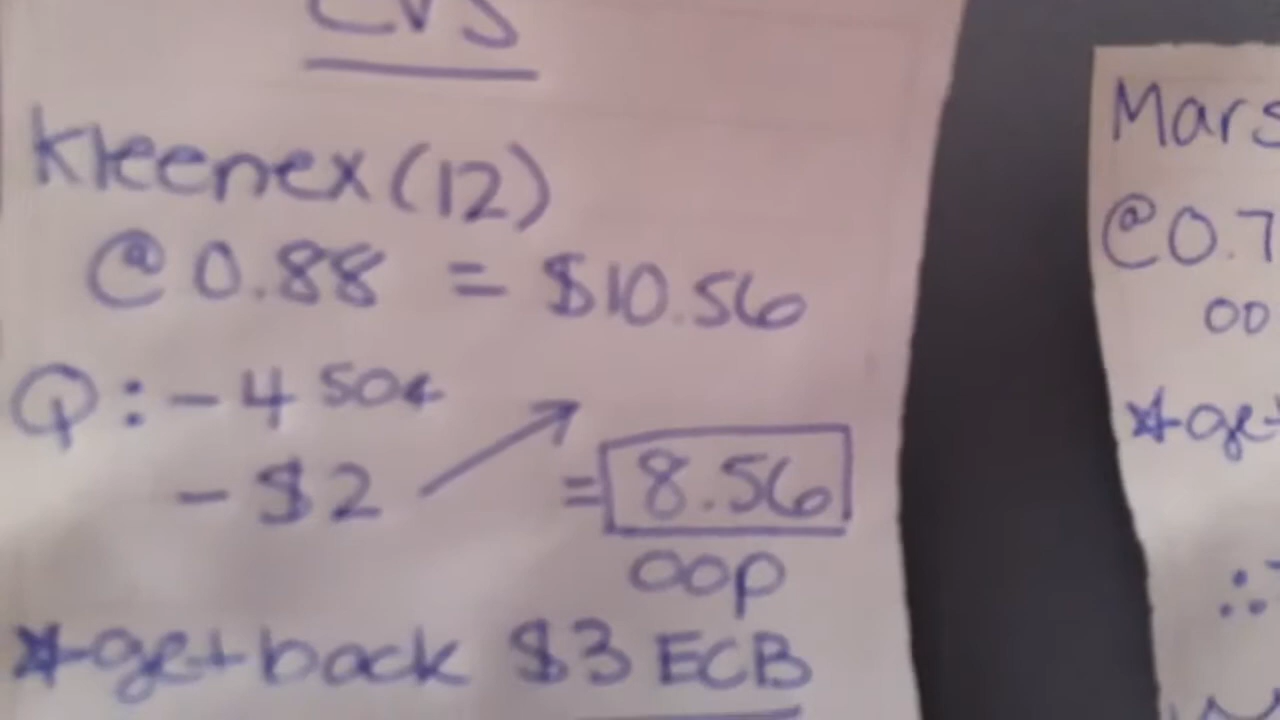 CVS
Kleenex (12)
@ 0.88 = $10.56
Q: - 4 50¢
- $2
= 8.56
OOP
*get back $3 ECB
Mars
@0.7
OO
*get
∴